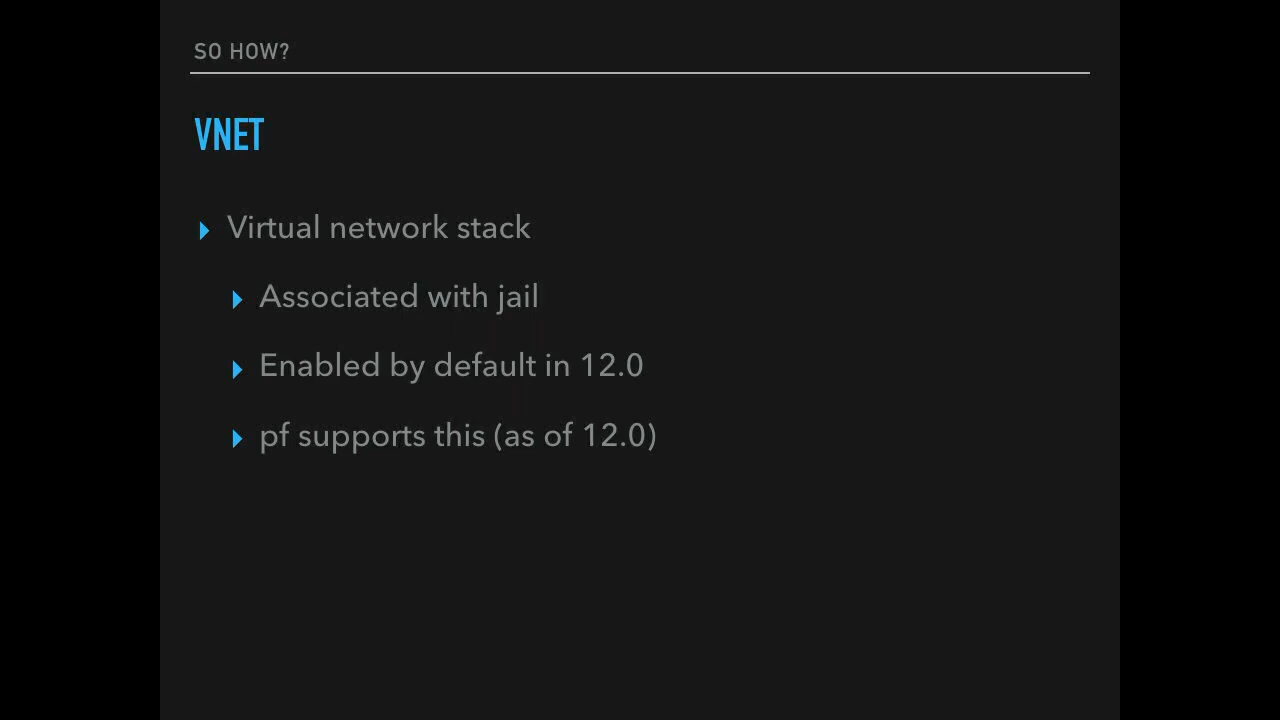 SO HOW?
VNET
Virtual network stack
Associated with jail
Enabled by default in 12.0
pf supports this (as of 12.0)